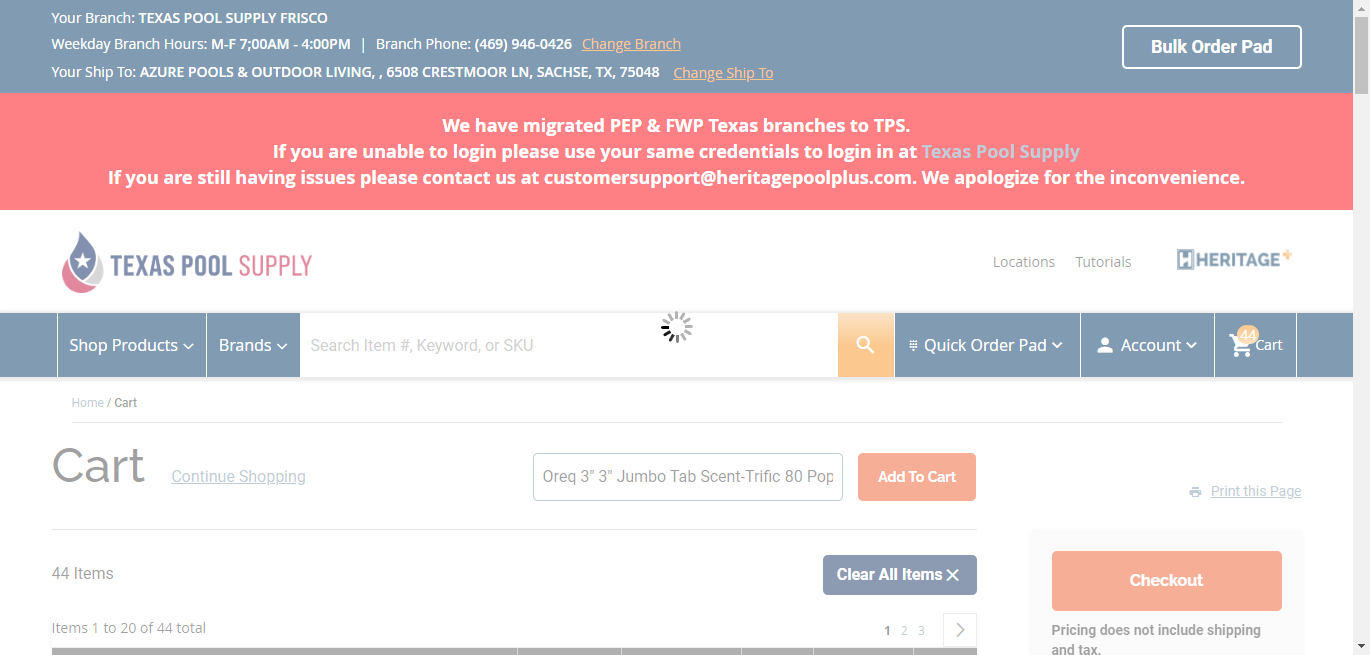 Your Branch: TEXAS POOL SUPPLY FRISCO
Weekday Branch Hours: M-F 7;00AM - 4:00PM | Branch Phone: (469) 946-0426 Change Branch
Your Ship To: AZURE POOLS & OUTDOOR LIVING, , 6508 CRESTMOOR LN, SACHSE, TX, 75048 Change Ship To
Bulk Order Pad
We have migrated PEP & FWP Texas branches to TPS.
If you are unable to login please use your same credentials to login in at Texas Pool Supply
If you are still having issues please contact us at customersupport@heritagepoolplus.com. We apologize for the inconvenience.
TEXAS POOL SUPPLY
Locations Tutorials
HERITAGE+
Shop Products Brands Search Item #, Keyword, or SKU Quick Order Pad Account 44 Cart
Home / Cart
Cart Continue Shopping
Oreq 3" 3" Jumbo Tab Scent-Trific 80 Pop
Add To Cart
Print this Page
44 Items
Clear All Items
Checkout
Items 1 to 20 of 44 total
1 2 3
Pricing does not include shipping
and tax.